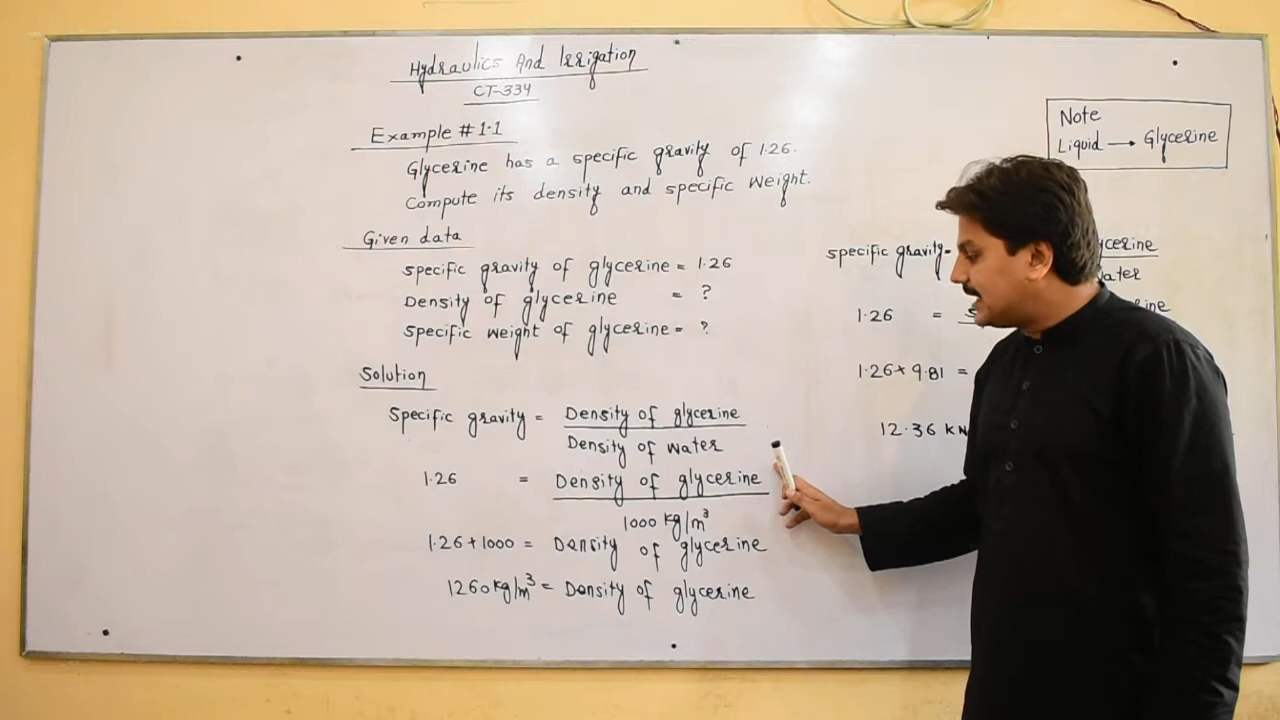 Hydraulics And Irrigation
CT-334
Example # 1.1
Glycerine has a specific gravity of 1.26.
Compute its density and specific weight.
Given data
specific gravity of glycerine = 1.26
Density of glycerine = ?
specific weight of glycerine = ?
Solution
specific gravity = Density of glycerine
Density of water
1.26 = Density of glycerine
1000 kg/m³
1.26+1000 = Density of glycerine
1260 kg/m³ = Density of glycerine
Note
Liquid → Glycerine
specific gravity =
1.26 =
1.26* 9.81 =
12.36